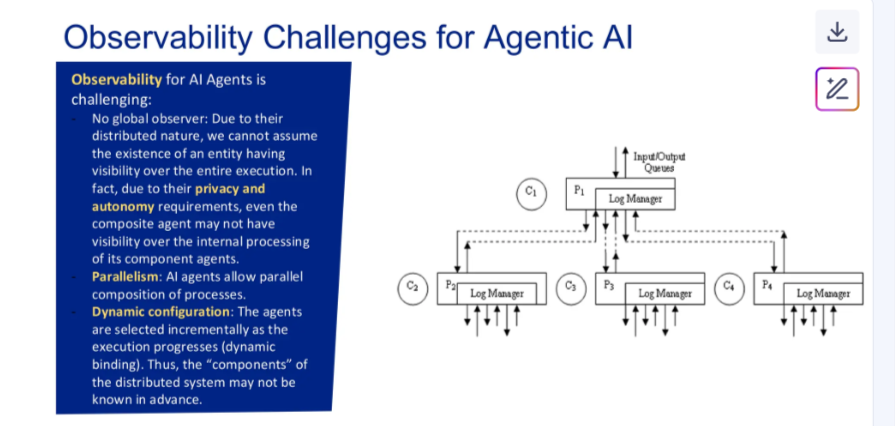 Observability Challenges for Agentic AI
Observability for AI Agents is
challenging:
- No global observer: Due to their
distributed nature, we cannot assume
the existence of an entity having
visibility over the entire execution. In
fact, due to their privacy and
autonomy requirements, even the
composite agent may not have
visibility over the internal processing
of its component agents.
- Parallelism: AI agents allow parallel
composition of processes.
- Dynamic configuration: The agents
are selected incrementally as the
execution progresses (dynamic
binding). Thus, the “components” of
the distributed system may not be
known in advance.
Input/Output
Queues
C1
P1
Log Manager
C2
P2
Log Manager
C3
P3
Log Manager
C4
P4
Log Manager